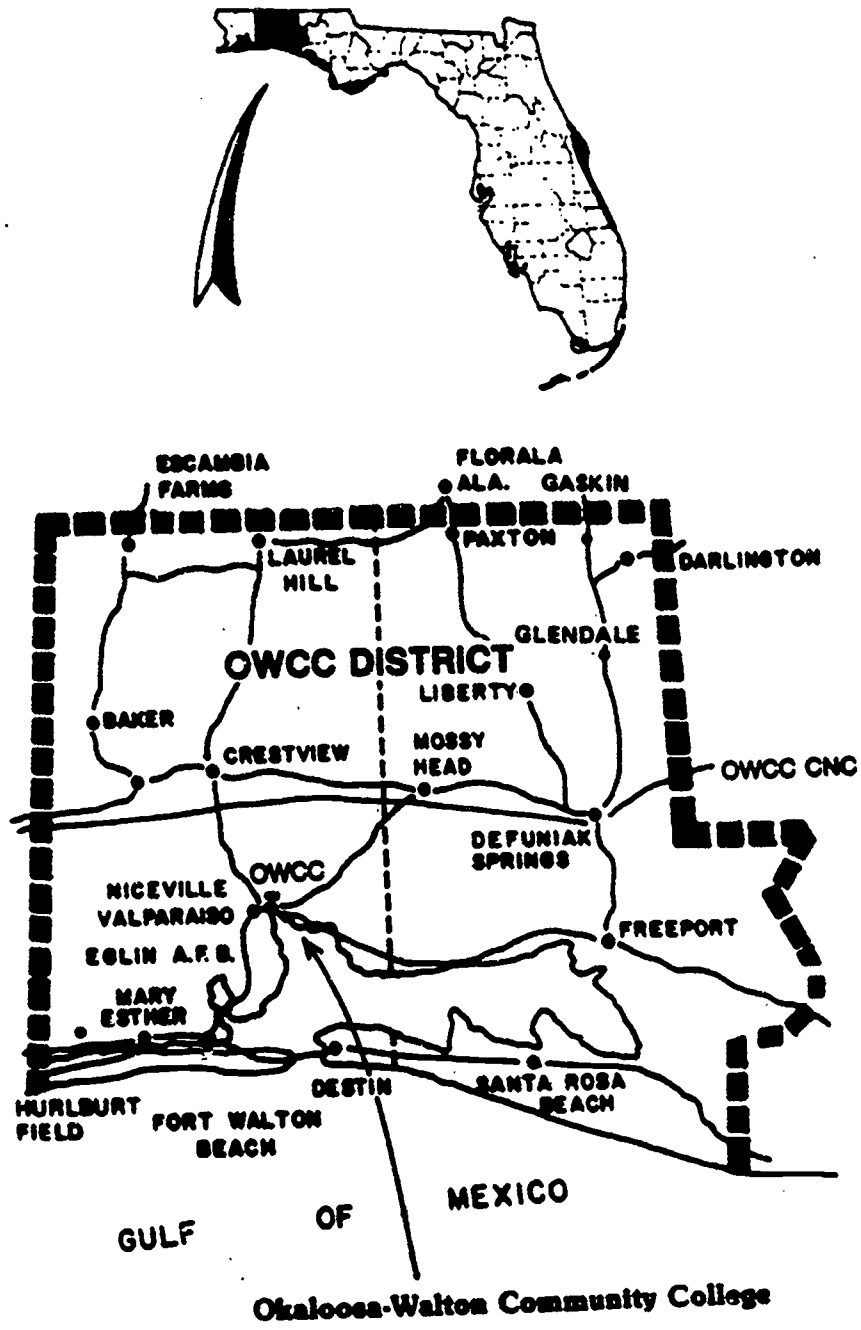 ESCAMBIA
FARMS
FLORALA
ALA.
GASKIN
LAUREL
HILL
PAXTON
DARLINGTON
GLENDALE
OWCC DISTRICT
LIBERTY
BAKER
CRESTVIEW
MOSSY
HEAD
OWCC CNC
DEFUNIAK
SPRINGS
OWCC
NICEVILLE
VALPARAISO
FREEPORT
EGLIN A.F.B.
MARY
ESTHER
DESTIN
SANTA ROSA
BEACH
HURLBURT
FIELD
FORT WALTON
BEACH
GULF OF MEXICO
Okaloosa-Walton Community College